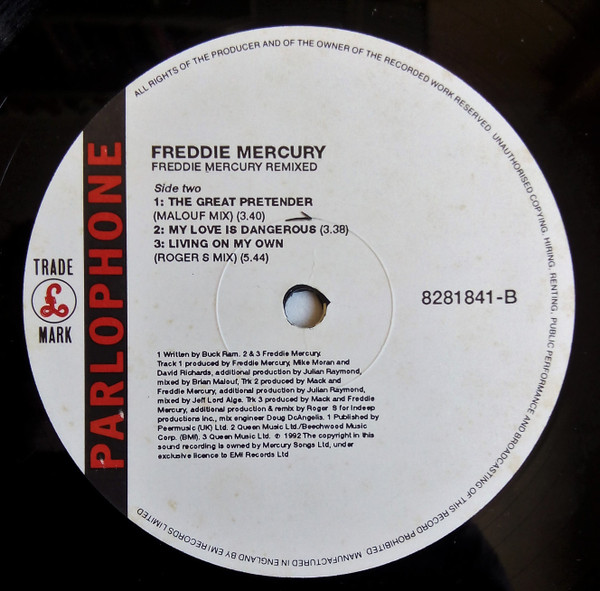 ALL RIGHTS OF THE PRODUCER AND OF THE OWNER OF THE RECORDED WORK RESERVED. UNAUTHORISED COPYING, HIRING, RENTING, PUBLIC PERFORMANCE AND BROADCASTING OF THIS RECORD PROHIBITED. MANUFACTURED IN ENGLAND BY EMI RECORDS LIMITED
PARLOPHONE
TRADE
£
MARK
FREDDIE MERCURY
FREDDIE MERCURY REMIXED
Side two
1: THE GREAT PRETENDER
(MALOUF MIX) (3.40)
2: MY LOVE IS DANGEROUS (3.38)
3: LIVING ON MY OWN
(ROGER S MIX) (5.44)
8281841-B
1 Written by Buck Ram. 2 & 3 Freddie Mercury.
Track 1 produced by Freddie Mercury, Mike Moran and
David Richards, additional production by Julian Raymond,
mixed by Brian Malouf, Trk 2 produced by Mack and
Freddie Mercury, additional production by Julian Raymond,
mixed by Jeff Lord Alge. Trk 3 produced by Mack and Freddie
Mercury, additional production & remix by Roger S for Indeep
productions inc., mix engineer Doug DeAngelis. 1 Published by
Peermusic (UK) Ltd. 2 Queen Music Ltd./Beechwood Music
Corp. (BMI). 3 Queen Music Ltd. ℗ 1992 The copyright in this
sound recording is owned by Mercury Songs Ltd, under
exclusive licence to EMI Records Ltd